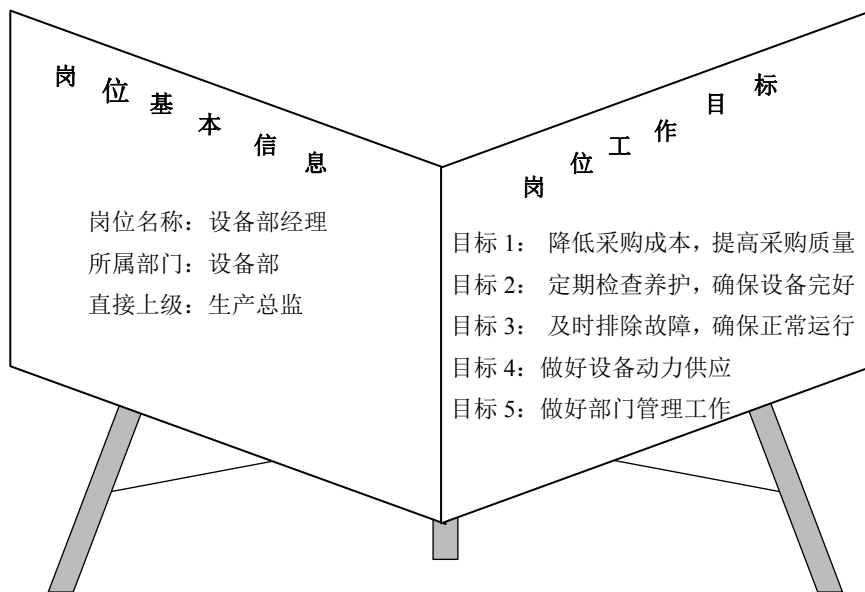 岗位基本信息
岗位名称：设备部经理
所属部门：设备部
直接上级：生产总监
岗位工作目标
目标 1： 降低采购成本，提高采购质量
目标 2： 定期检查养护，确保设备完好
目标 3： 及时排除故障，确保正常运行
目标 4：做好设备动力供应
目标 5：做好部门管理工作